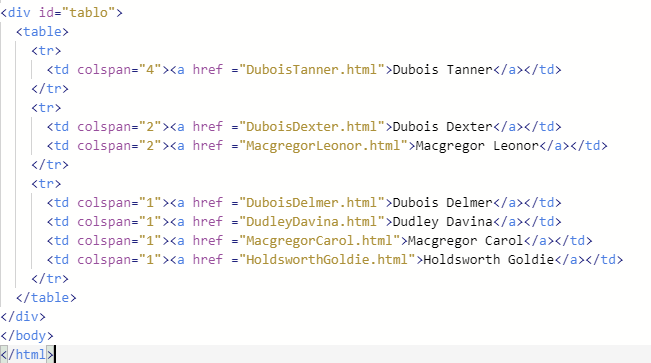 <div id="tablo">
<table>
<tr>
<td colspan="4"><a href ="DuboisTanner.html">Dubois Tanner</a></td>
</tr>
<tr>
<td colspan="2"><a href ="DuboisDexter.html">Dubois Dexter</a></td>
<td colspan="2"><a href ="MacgregorLeonor.html">Macgregor Leonor</a></td>
</tr>
<tr>
<td colspan="1"><a href ="DuboisDelmer.html">Dubois Delmer</a></td>
<td colspan="1"><a href ="DudleyDavina.html">Dudley Davina</a></td>
<td colspan="1"><a href ="MacgregorCarol.html">Macgregor Carol</a></td>
<td colspan="1"><a href ="HoldsworthGoldie.html">Holdsworth Goldie</a></td>
</tr>
</table>
</div>
</body>
</html>